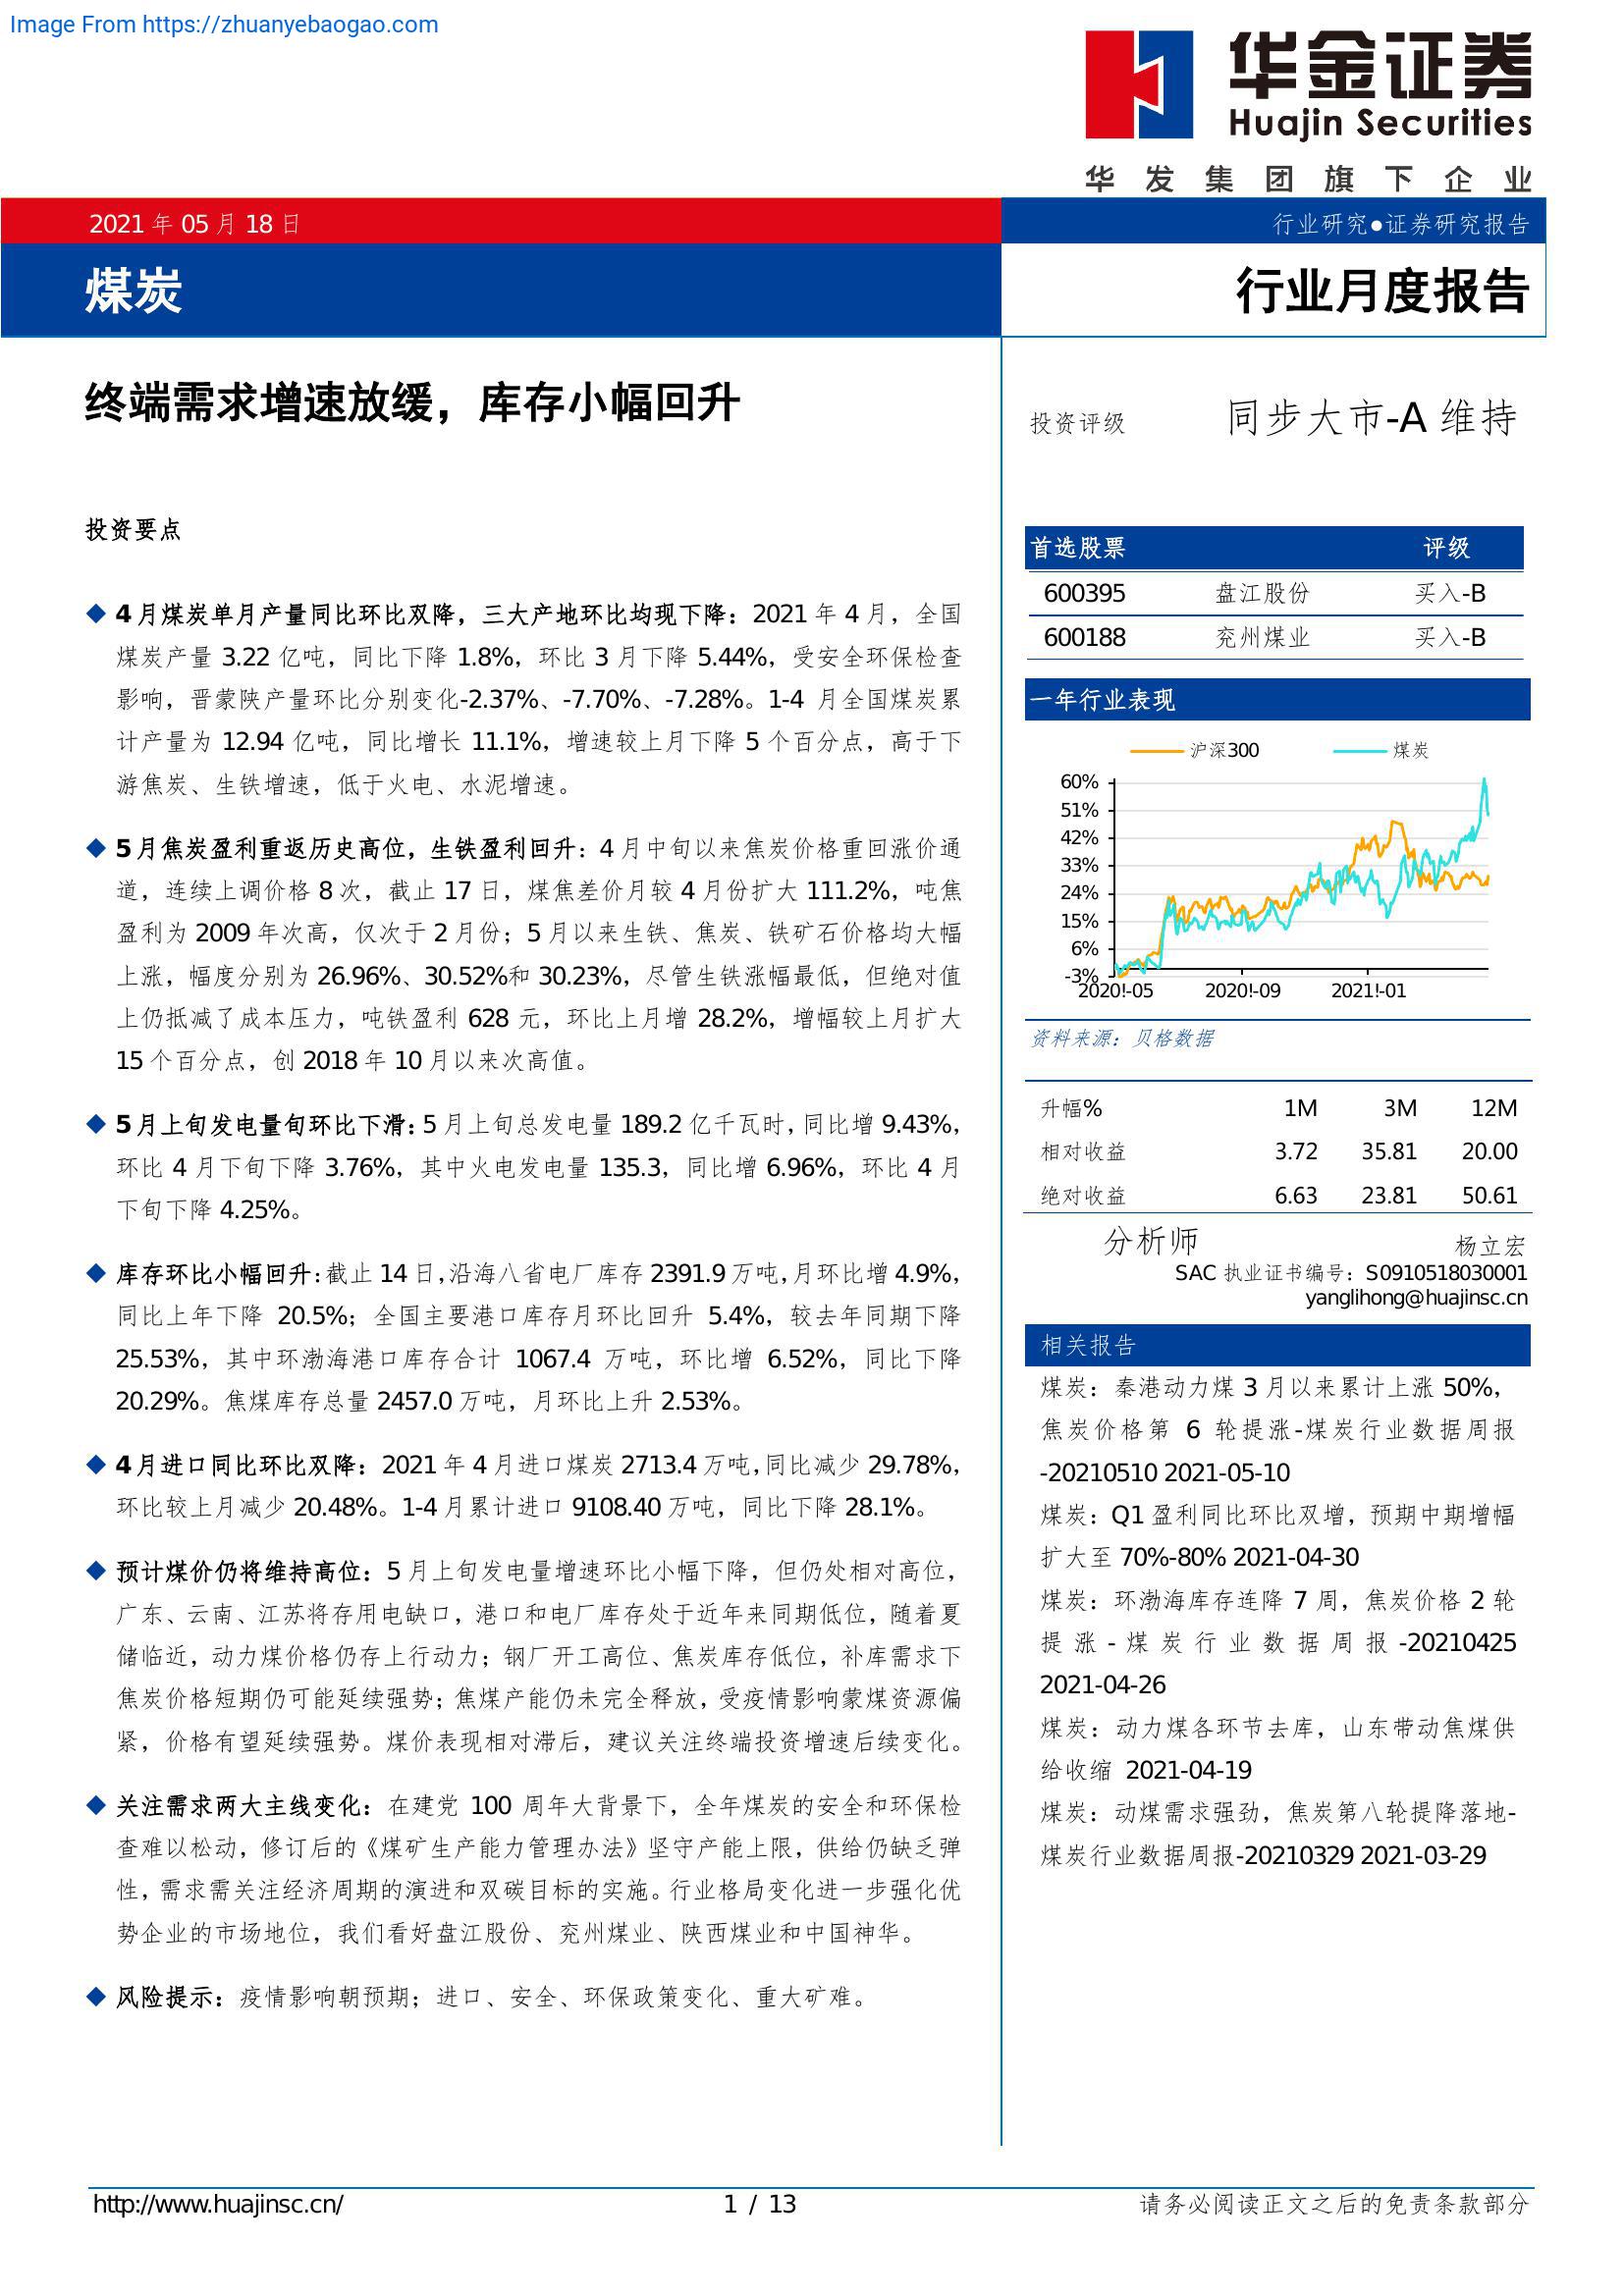 Image From https://zhuanyebaogao.com
华金证券
Huajin Securities
华发集团旗下企业
2021 年 05 月 18 日
行业研究●证券研究报告
煤炭
行业月度报告
终端需求增速放缓，库存小幅回升
投资要点
◆ 4 月煤炭单月产量同比环比双降，三大产地环比均现下降：2021 年 4 月，全国
煤炭产量 3.22 亿吨，同比下降 1.8%，环比 3 月下降 5.44%，受安全环保检查
影响，晋蒙陕产量环比分别变化-2.37%、-7.70%、-7.28%。1-4 月全国煤炭累
计产量为 12.94 亿吨，同比增长 11.1%，增速较上月下降 5 个百分点，高于下
游焦炭、生铁增速，低于火电、水泥增速。
◆ 5 月焦炭盈利重返历史高位，生铁盈利回升：4 月中旬以来焦炭价格重回涨价通
道，连续上调价格 8 次，截止 17 日，煤焦差价月较 4 月份扩大 111.2%，吨焦
盈利为 2009 年次高，仅次于 2 月份；5 月以来生铁、焦炭、铁矿石价格均大幅
上涨，幅度分别为 26.96%、30.52%和 30.23%，尽管生铁涨幅最低，但绝对值
上仍抵减了成本压力，吨铁盈利 628 元，环比上月增 28.2%，增幅较上月扩大
15 个百分点，创 2018 年 10 月以来次高值。
◆ 5 月上旬发电量旬环比下滑：5 月上旬总发电量 189.2 亿千瓦时，同比增 9.43%，
环比 4 月下旬下降 3.76%，其中火电发电量 135.3，同比增 6.96%，环比 4 月
下旬下降 4.25%。
◆ 库存环比小幅回升：截止 14 日，沿海八省电厂库存 2391.9 万吨，月环比增 4.9%，
同比上年下降 20.5%；全国主要港口库存月环比回升 5.4%，较去年同期下降
25.53%，其中环渤海港口库存合计 1067.4 万吨，环比增 6.52%，同比下降
20.29%。焦煤库存总量 2457.0 万吨，月环比上升 2.53%。
◆ 4 月进口同比环比双降：2021 年 4 月进口煤炭 2713.4 万吨，同比减少 29.78%，
环比较上月减少 20.48%。1-4 月累计进口 9108.40 万吨，同比下降 28.1%。
◆ 预计煤价仍将维持高位：5 月上旬发电量增速环比小幅下降，但仍处相对高位，
广东、云南、江苏将存用电缺口，港口和电厂库存处于近年来同期低位，随着夏
储临近，动力煤价格仍存上行动力；钢厂开工高位、焦炭库存低位，补库需求下
焦炭价格短期仍可能延续强势；焦煤产能仍未完全释放，受疫情影响蒙煤资源偏
紧，价格有望延续强势。煤价表现相对滞后，建议关注终端投资增速后续变化。
◆ 关注需求两大主线变化：在建党 100 周年大背景下，全年煤炭的安全和环保检
查难以松动，修订后的《煤矿生产能力管理办法》坚守产能上限，供给仍缺乏弹
性，需求需关注经济周期的演进和双碳目标的实施。行业格局变化进一步强化优
势企业的市场地位，我们看好盘江股份、兖州煤业、陕西煤业和中国神华。
◆ 风险提示：疫情影响朝预期；进口、安全、环保政策变化、重大矿难。
投资评级 同步大市-A 维持
首选股票 评级
600395 盘江股份 买入-B
600188 兖州煤业 买入-B
一年行业表现
沪深300 煤炭
60%
51%
42%
33%
24%
15%
6%
-3%
2020!-05 2020!-09 2021!-01
资料来源：贝格数据
升幅% 1M 3M 12M
相对收益 3.72 35.81 20.00
绝对收益 6.63 23.81 50.61
分析师 杨立宏
SAC 执业证书编号：S0910518030001
yanglihong@huajinsc.cn
相关报告
煤炭：秦港动力煤 3 月以来累计上涨 50%，
焦炭价格第 6 轮提涨-煤炭行业数据周报
-20210510 2021-05-10
煤炭：Q1 盈利同比环比双增，预期中期增幅
扩大至 70%-80% 2021-04-30
煤炭：环渤海库存连降 7 周，焦炭价格 2 轮
提涨-煤炭行业数据周报-20210425
2021-04-26
煤炭：动力煤各环节去库，山东带动焦煤供
给收缩 2021-04-19
煤炭：动煤需求强劲，焦炭第八轮提降落地-
煤炭行业数据周报-20210329 2021-03-29
http://www.huajinsc.cn/
1 / 13
请务必阅读正文之后的免责条款部分